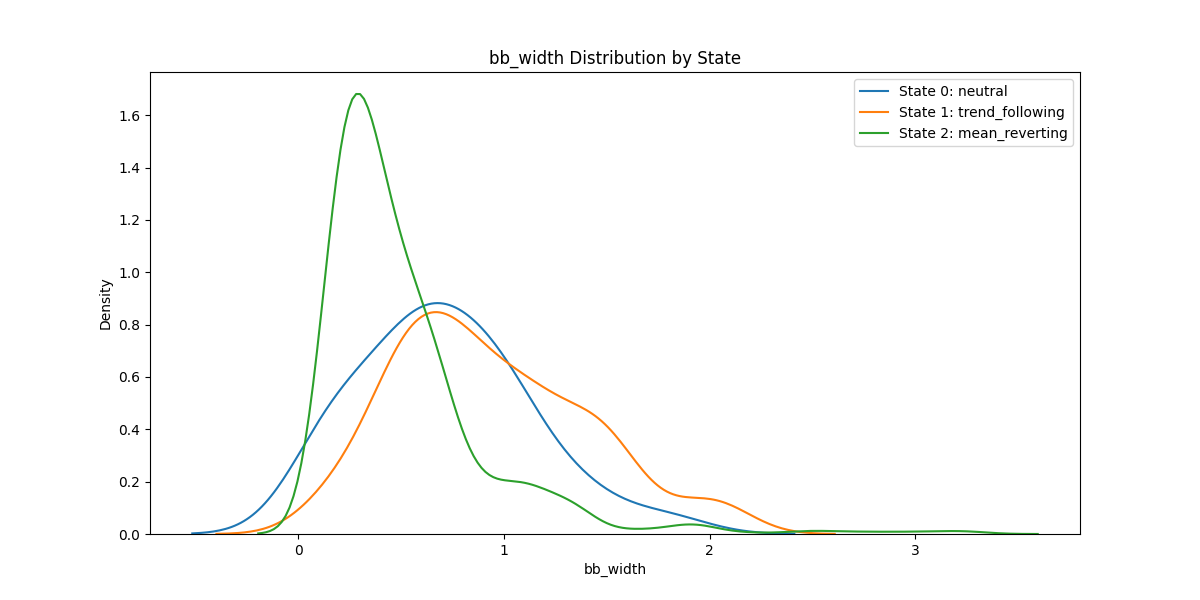 bb_width Distribution by State
State 0: neutral
State 1: trend_following
State 2: mean_reverting
Density
1.6
1.4
1.2
1.0
0.8
0.6
0.4
0.2
0.0
0
1
2
3
bb_width